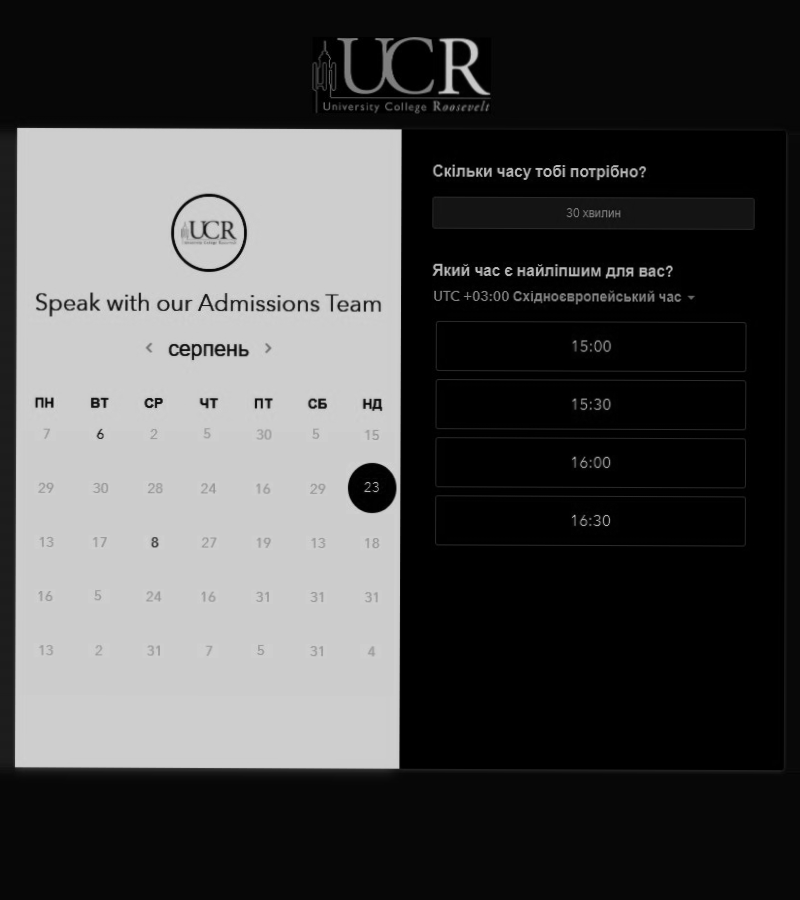 UCR
University College Roosevelt
UCR
University College Roosevelt
Speak with our Admissions Team
серпень
ПН ВТ СР ЧТ ПТ СБ НД
7 6 2 5 30 5 15
29 30 28 24 16 29 23
13 17 8 27 19 13 18
16 5 24 16 31 31 31
13 2 31 7 5 31 4
Скільки часу тобі потрібно?
30 хвилин
Який час є найліпшим для вас?
UTC +03:00 Східноєвропейський час
15:00
15:30
16:00
16:30